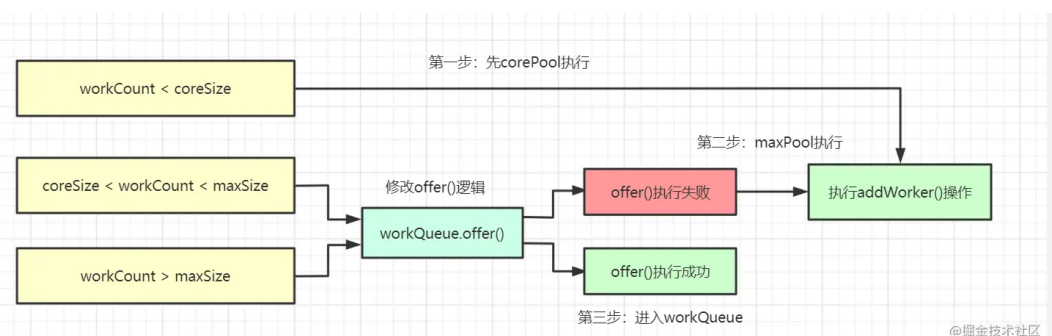 第一步：先corePool执行
workCount < coreSize
第二步：maxPool执行
coreSize < workCount < maxSize
修改offer()逻辑
offer()执行失败
执行addWorker()操作
workQueue.offer()
workCount > maxSize
offer()执行成功
第三步：进入workQueue
@掘金技术社区